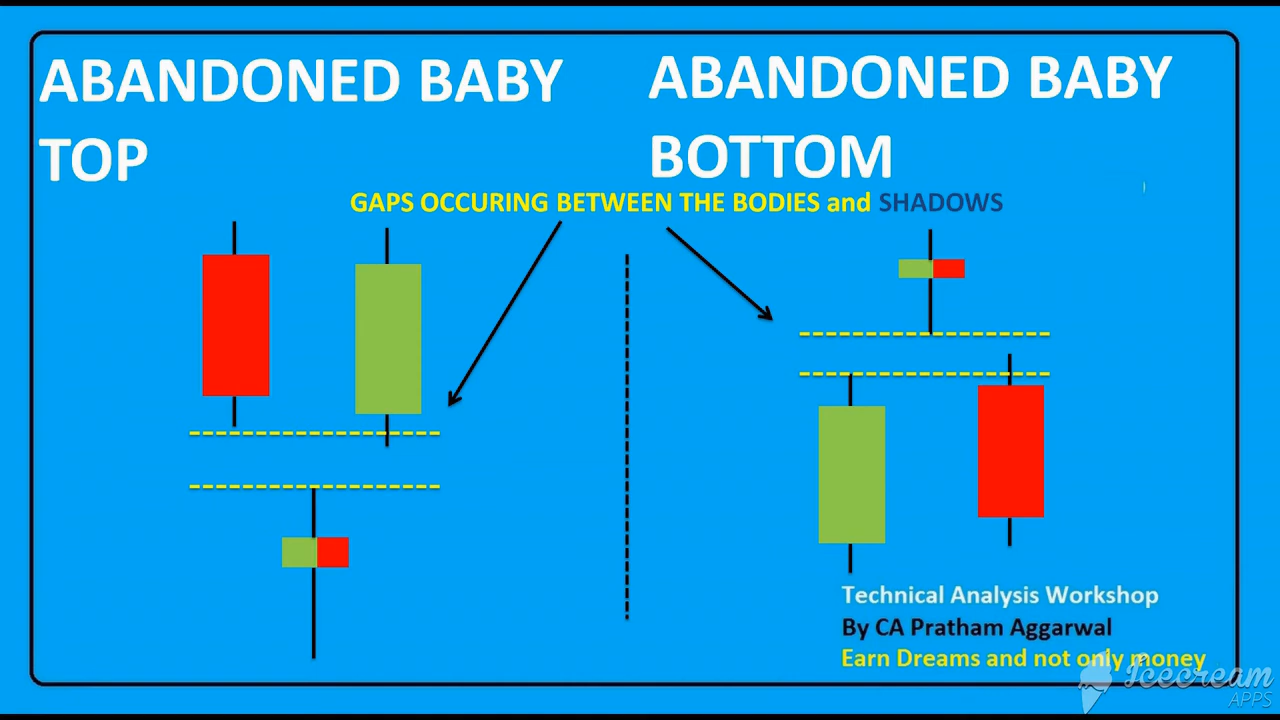 ABANDONED BABY
TOP
ABANDONED BABY
BOTTOM
GAPS OCCURING BETWEEN THE BODIES and SHADOWS
Technical Analysis Workshop
By CA Pratham Aggarwal
Earn Dreams and not only money
Icecream
APPS